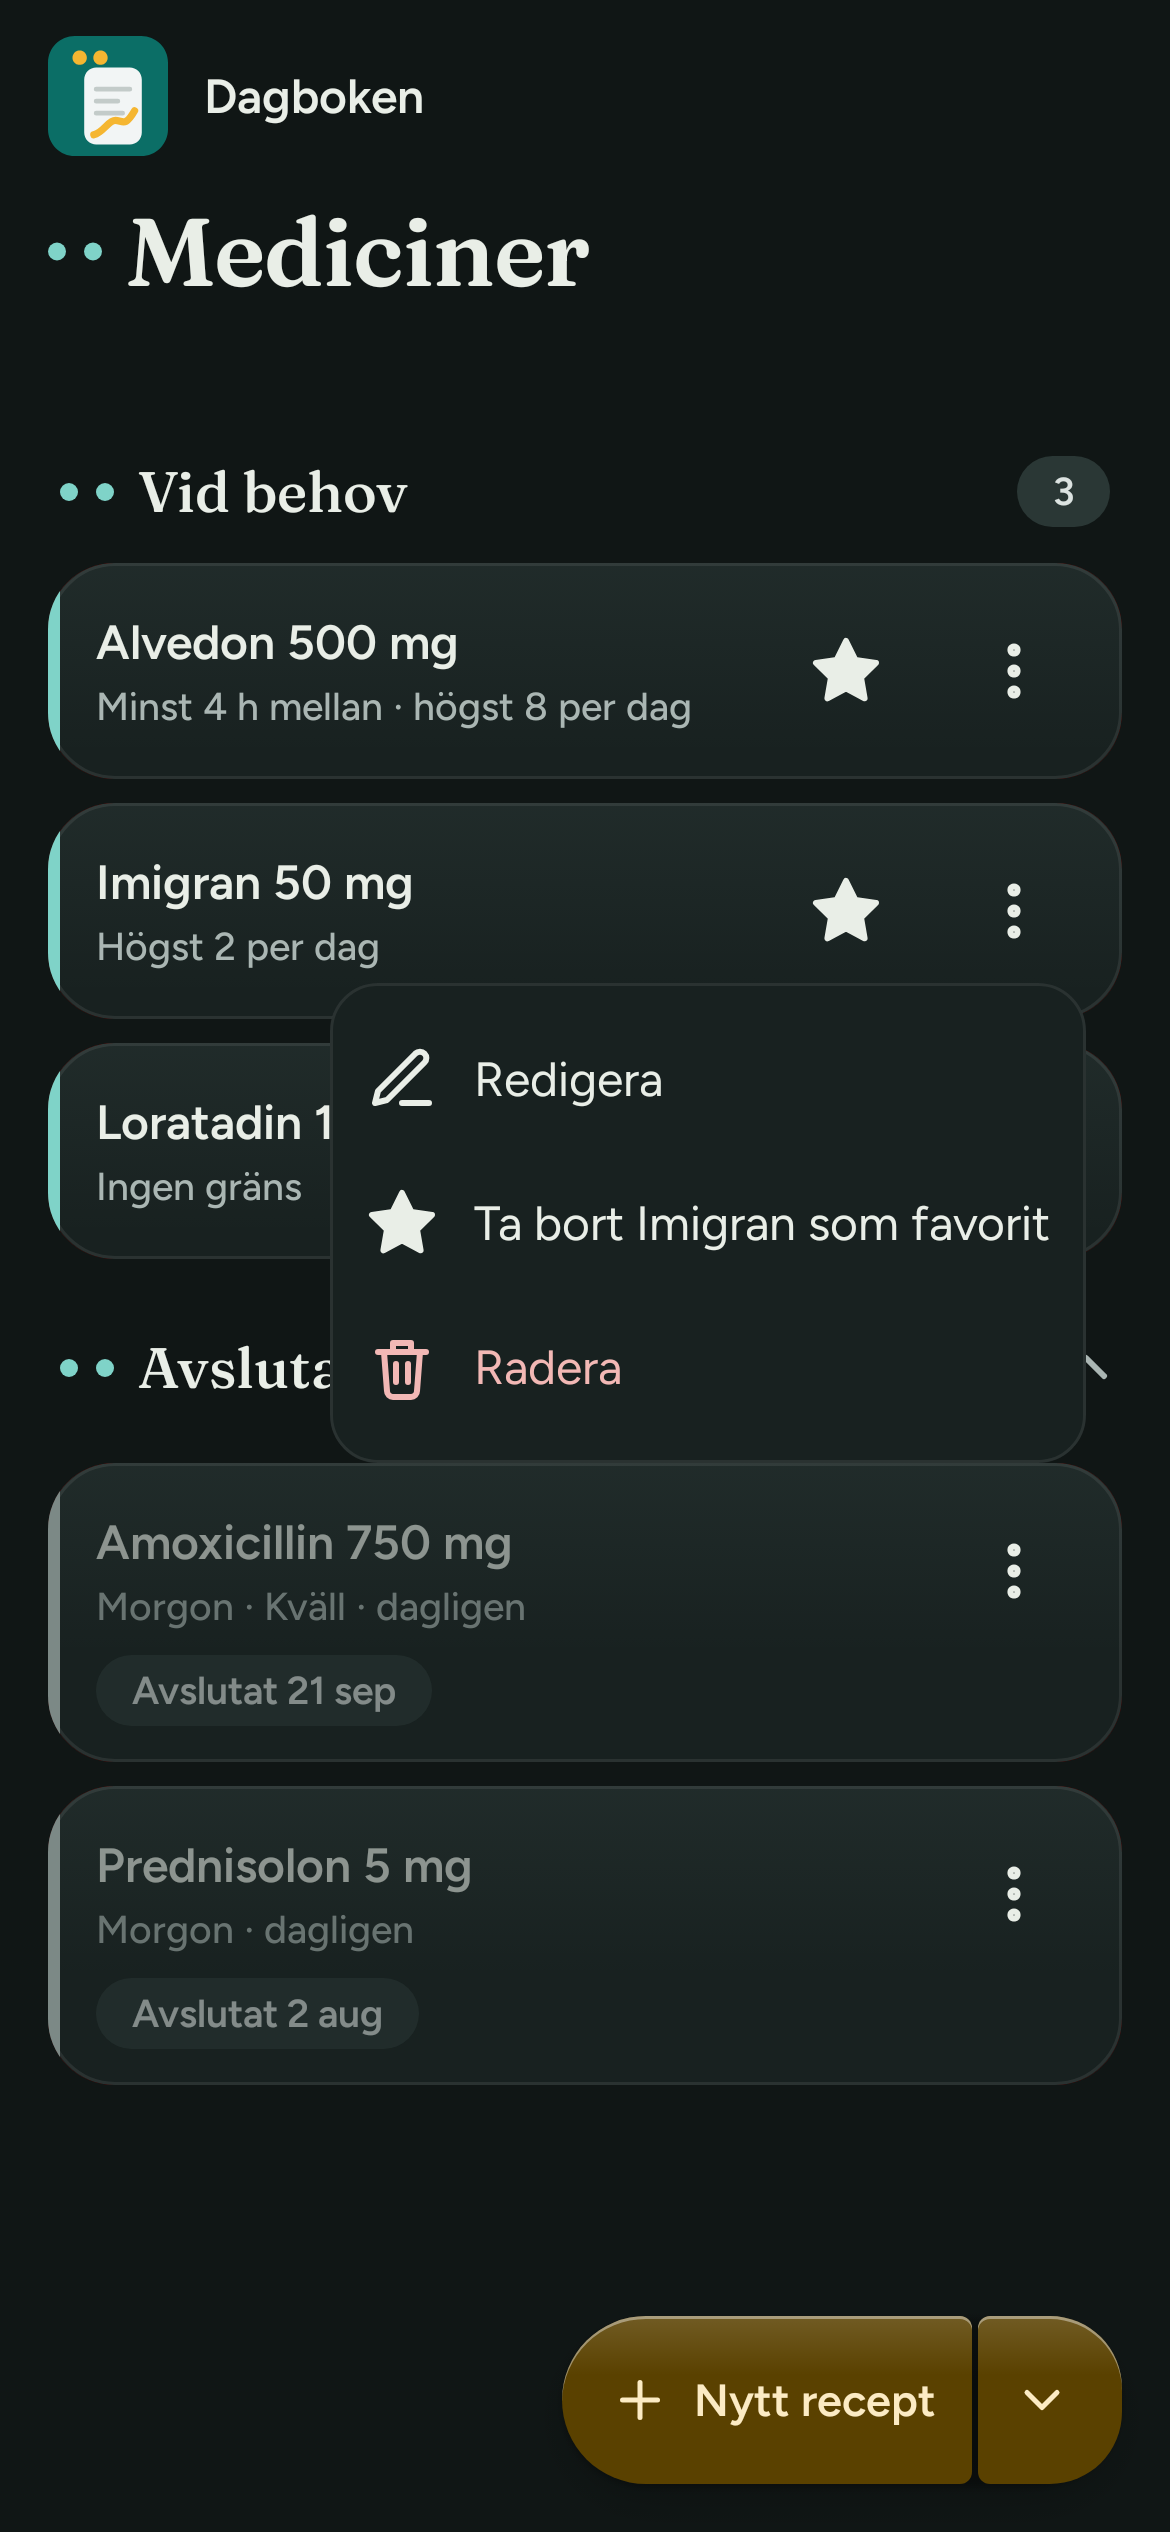 Dagboken
Mediciner
Vid behov
3
Alvedon 500 mg
Minst 4 h mellan · högst 8 per dag
Imigran 50 mg
Högst 2 per dag
Loratadin 1
Ingen gräns
Redigera
Ta bort Imigran som favorit
Radera
Amoxicillin 750 mg
Morgon · Kväll · dagligen
Avslutat 21 sep
Prednisolon 5 mg
Morgon · dagligen
Avslutat 2 aug
Nytt recept